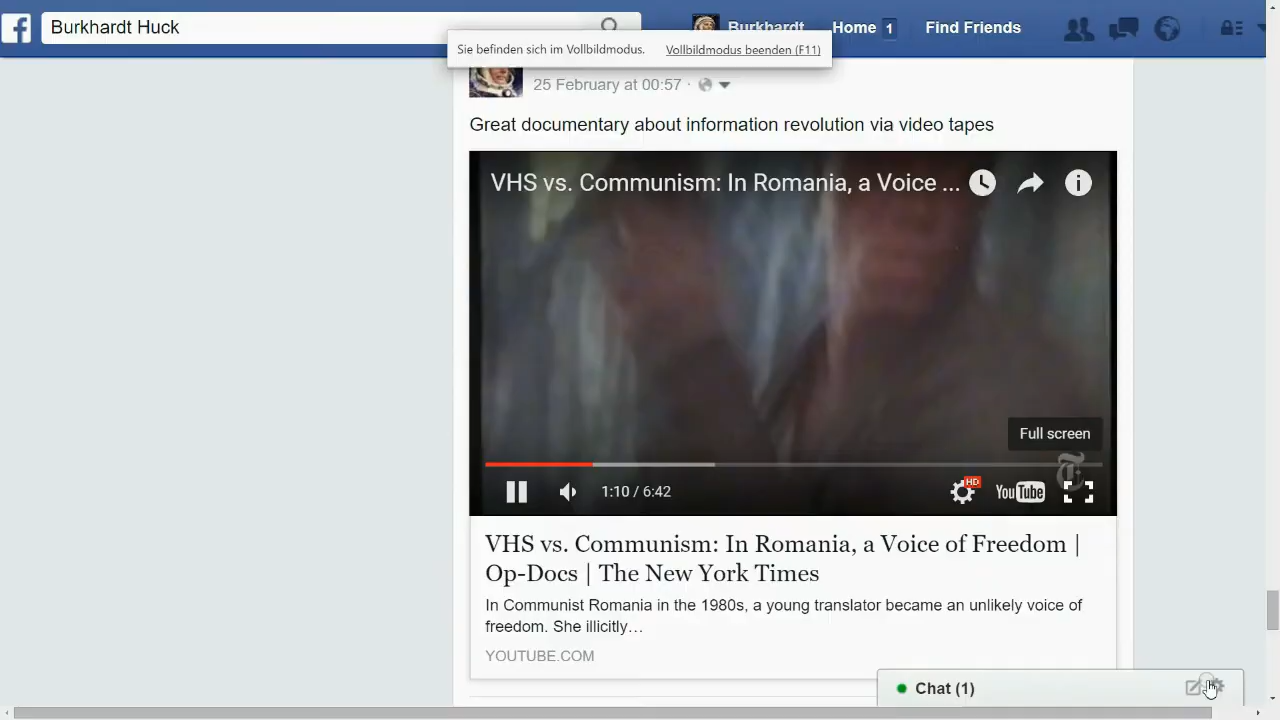 Burkhardt Huck
Burkhardt
Home 1
Find Friends
Sie befinden sich im Vollbildmodus. Vollbildmodus beenden (F11)
25 February at 00:57 ·
Great documentary about information revolution via video tapes
VHS vs. Communism: In Romania, a Voice ...
Full screen
1:10 / 6:42
HD
YouTube
VHS vs. Communism: In Romania, a Voice of Freedom |
Op-Docs | The New York Times
In Communist Romania in the 1980s, a young translator became an unlikely voice of
freedom. She illicitly…
YOUTUBE.COM
Chat (1)